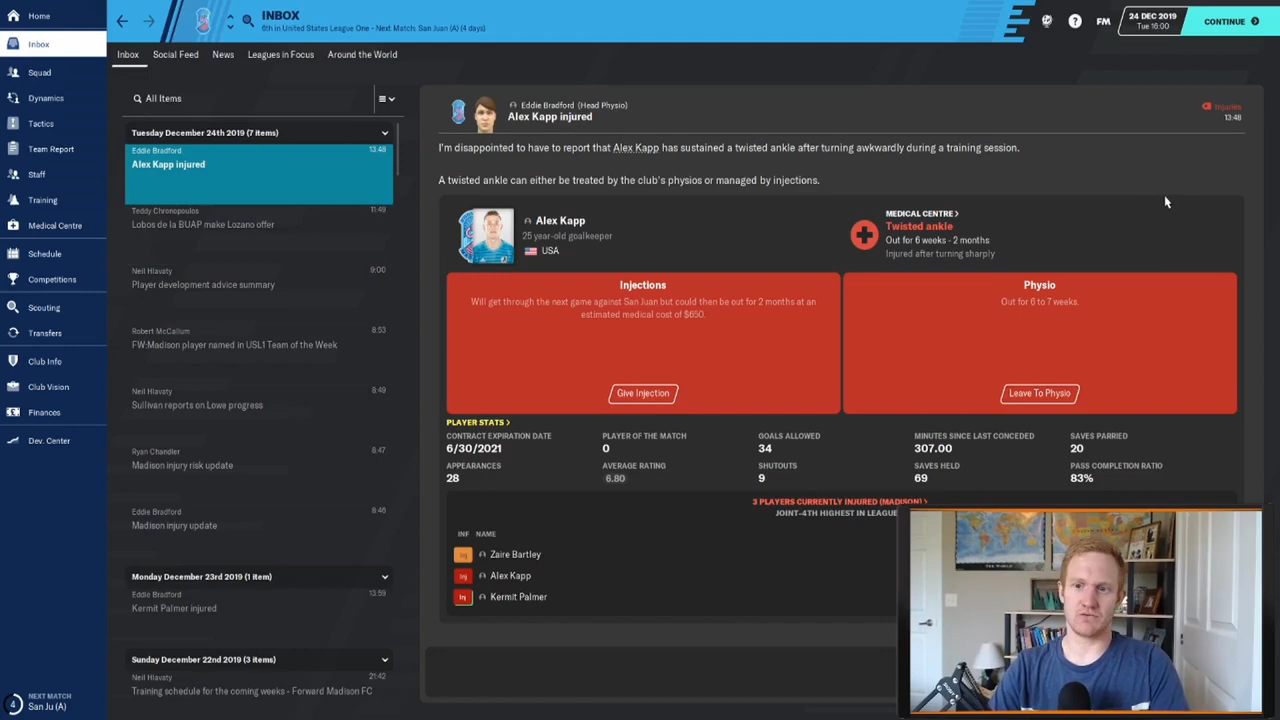 Home
Inbox
Squad
Dynamics
Tactics
Team Report
Staff
Training
Medical Centre
Schedule
Competitions
Scouting
Transfers
Club Info
Club Vision
Finances
Dev. Center
4
NEXT MATCH
San Ju (A)
INBOX
6th in United States League One - Next Match: San Juan (A) (4 days)
?
FM
24 DEC 2019
Tue 16:00
CONTINUE
Inbox
Social Feed
News
Leagues in Focus
Around the World
All Items
Tuesday December 24th 2019 (7 items)
Eddie Bradford 13:48
Alex Kapp injured
Teddy Chronopoulos 11:49
Lobos de la BUAP make Lozano offer
Neil Hlavaty 9:00
Player development advice summary
Robert McCallum 8:53
FW:Madison player named in USL1 Team of the Week
Neil Hlavaty 8:49
Sullivan reports on Lowe progress
Ryan Chandler 8:47
Madison injury risk update
Eddie Bradford 8:46
Madison injury update
Monday December 23rd 2019 (1 item)
Eddie Bradford 13:59
Kermit Palmer injured
Sunday December 22nd 2019 (3 items)
Neil Hlavaty 21:42
Training schedule for the coming weeks - Forward Madison FC
Eddie Bradford (Head Physio)
Alex Kapp injured
Injuries
13:48
I'm disappointed to have to report that Alex Kapp has sustained a twisted ankle after turning awkwardly during a training session.
A twisted ankle can either be treated by the club's physios or managed by injections.
Alex Kapp
25 year-old goalkeeper
USA
MEDICAL CENTRE >
Twisted ankle
Out for 6 weeks - 2 months
Injured after turning sharply
Injections
Will get through the next game against San Juan but could then be out for 2 months at an
estimated medical cost of $650.
Give Injection
Physio
Out for 6 to 7 weeks.
Leave To Physio
PLAYER STATS >
CONTRACT EXPIRATION DATE
6/30/2021
PLAYER OF THE MATCH
0
GOALS ALLOWED
34
MINUTES SINCE LAST CONCEDED
307.00
SAVES PARRIED
20
APPEARANCES
28
AVERAGE RATING
6.80
SHUTOUTS
9
SAVES HELD
69
PASS COMPLETION RATIO
83%
3 PLAYERS CURRENTLY INJURED (MADISON) >
JOINT-4TH HIGHEST IN LEAGUE
INF NAME
Inj Zaire Bartley
Inj Alex Kapp
Inj Kermit Palmer